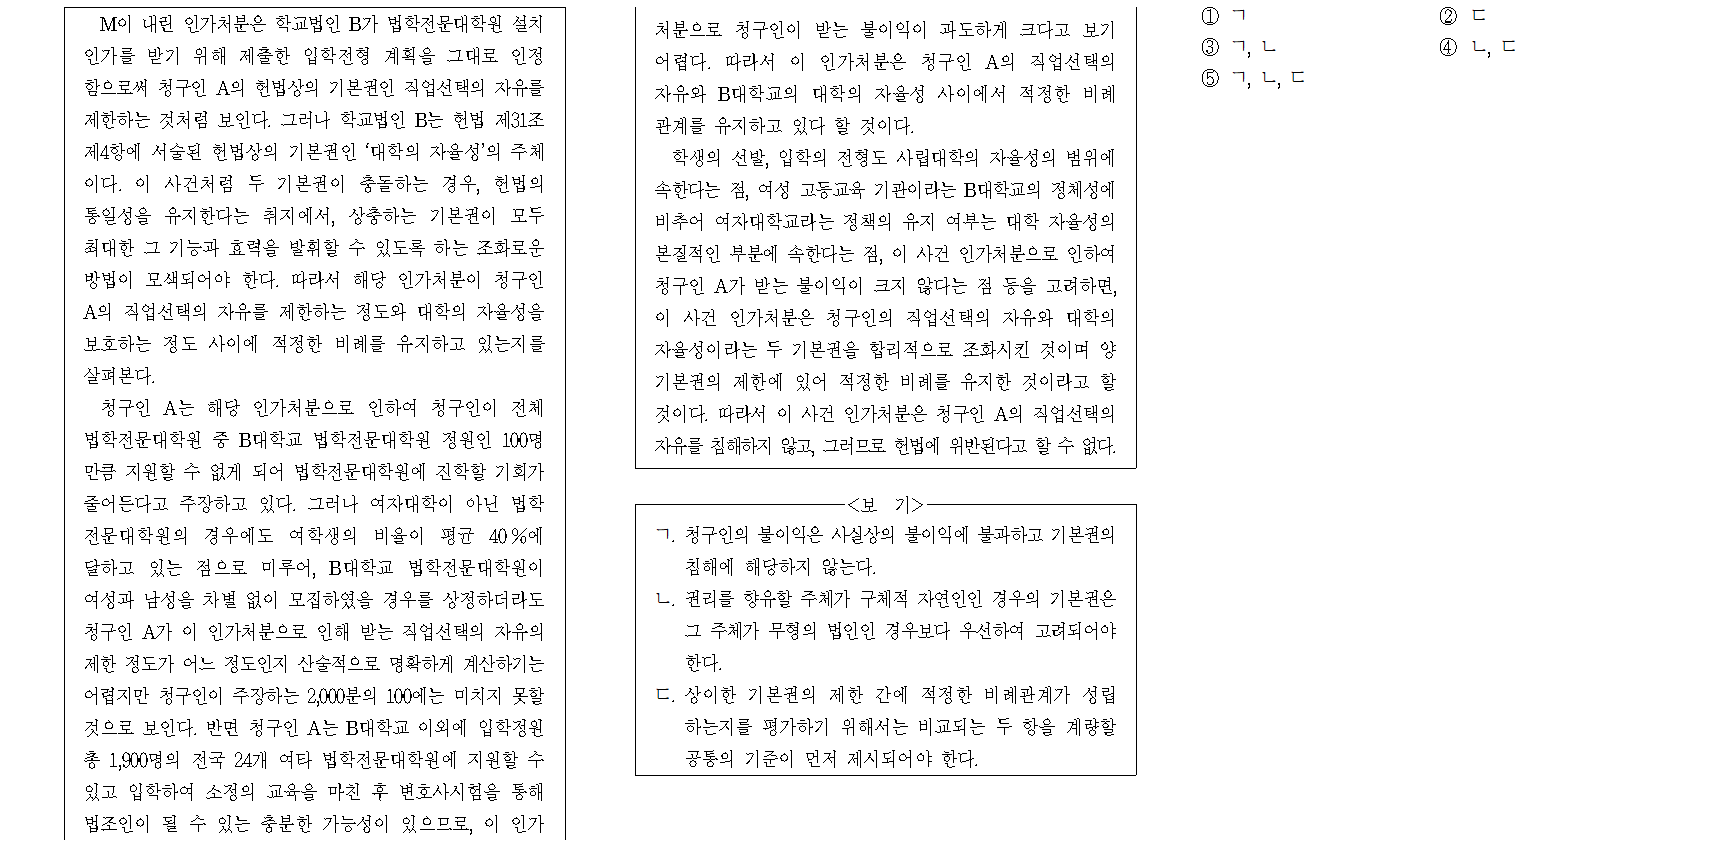 M이 내린 인가처분은 학교법인 B가 법학전문대학원 설치
인가를 받기 위해 제출한 입학전형 계획을 그대로 인정
함으로써 청구인 A의 헌법상의 기본권인 직업선택의 자유를
제한하는 것처럼 보인다. 그러나 학교법인 B는 헌법 제31조
제4항에 서술된 헌법상의 기본권인 ‘대학의 자율성’의 주체
이다. 이 사건처럼 두 기본권이 충돌하는 경우, 헌법의
통일성을 유지한다는 취지에서, 상충하는 기본권이 모두
최대한 그 기능과 효력을 발휘할 수 있도록 하는 조화로운
방법이 모색되어야 한다. 따라서 해당 인가처분이 청구인
A의 직업선택의 자유를 제한하는 정도와 대학의 자율성을
보호하는 정도 사이에 적정한 비례를 유지하고 있는지를
살펴본다.
청구인 A는 해당 인가처분으로 인하여 청구인이 전체
법학전문대학원 중 B대학교 법학전문대학원 정원인 100명
만큼 지원할 수 없게 되어 법학전문대학원에 진학할 기회가
줄어든다고 주장하고 있다. 그러나 여자대학이 아닌 법학
전문대학원의 경우에도 여학생의 비율이 평균 40%에
달하고 있는 점으로 미루어, B대학교 법학전문대학원이
여성과 남성을 차별 없이 모집하였을 경우를 상정하더라도
청구인 A가 이 인가처분으로 인해 받는 직업선택의 자유의
제한 정도가 어느 정도인지 산술적으로 명확하게 계산하기는
어렵지만 청구인이 주장하는 2,000분의 100에는 미치지 못할
것으로 보인다. 반면 청구인 A는 B대학교 이외에 입학정원
총 1,900명의 전국 24개 여타 법학전문대학원에 지원할 수
있고 입학하여 소정의 교육을 마친 후 변호사시험을 통해
법조인이 될 수 있는 충분한 가능성이 있으므로, 이 인가
처분으로 청구인이 받는 불이익이 과도하게 크다고 보기
어렵다. 따라서 이 인가처분은 청구인 A의 직업선택의
자유와 B대학교의 대학의 자율성 사이에서 적정한 비례
관계를 유지하고 있다 할 것이다.
학생의 선발, 입학의 전형도 사립대학의 자율성의 범위에
속한다는 점, 여성 고등교육 기관이라는 B대학교의 정체성에
비추어 여자대학교라는 정책의 유지 여부는 대학 자율성의
본질적인 부분에 속한다는 점, 이 사건 인가처분으로 인하여
청구인 A가 받는 불이익이 크지 않다는 점 등을 고려하면,
이 사건 인가처분은 청구인의 직업선택의 자유와 대학의
자율성이라는 두 기본권을 합리적으로 조화시킨 것이며 양
기본권의 제한에 있어 적정한 비례를 유지한 것이라고 할
것이다. 따라서 이 사건 인가처분은 청구인 A의 직업선택의
자유를 침해하지 않고, 그러므로 헌법에 위반된다고 할 수 없다.
<보 기>
ㄱ. 청구인의 불이익은 사실상의 불이익에 불과하고 기본권의
침해에 해당하지 않는다.
ㄴ. 권리를 향유할 주체가 구체적 자연인인 경우의 기본권은
그 주체가 무형의 법인인 경우보다 우선하여 고려되어야
한다.
ㄷ. 상이한 기본권의 제한 간에 적정한 비례관계가 성립
하는지를 평가하기 위해서는 비교되는 두 항을 계량할
공통의 기준이 먼저 제시되어야 한다.
① ㄱ ② ㄷ
③ ㄱ, ㄴ ④ ㄴ, ㄷ
⑤ ㄱ, ㄴ, ㄷ